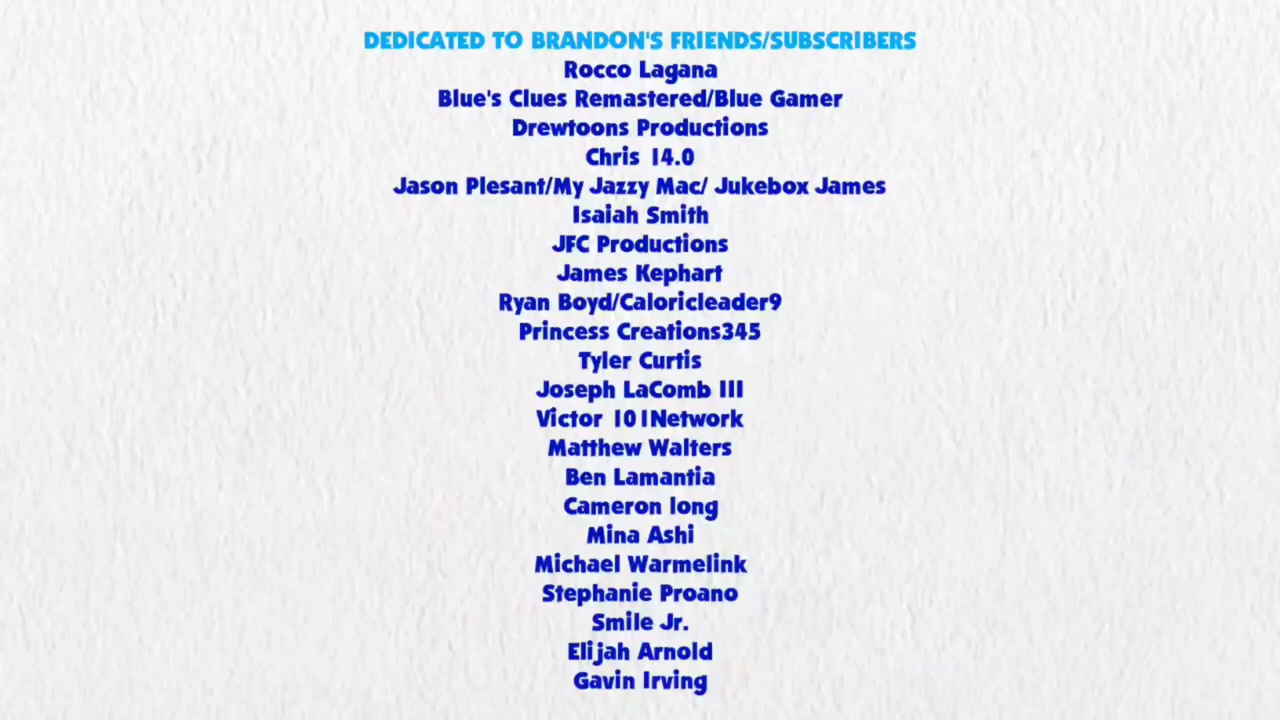 DEDICATED TO BRANDON'S FRIENDS/SUBSCRIBERS
Rocco Lagana
Blue's Clues Remastered/Blue Gamer
Drewtoons Productions
Chris 14.0
Jason Plesant/My Jazzy Mac/ Jukebox James
Isaiah Smith
JFC Productions
James Kephart
Ryan Boyd/Caloricleader9
Princess Creations345
Tyler Curtis
Joseph LaComb III
Victor 101Network
Matthew Walters
Ben Lamantia
Cameron long
Mina Ashi
Michael Warmelink
Stephanie Proano
Smile Jr.
Elijah Arnold
Gavin Irving